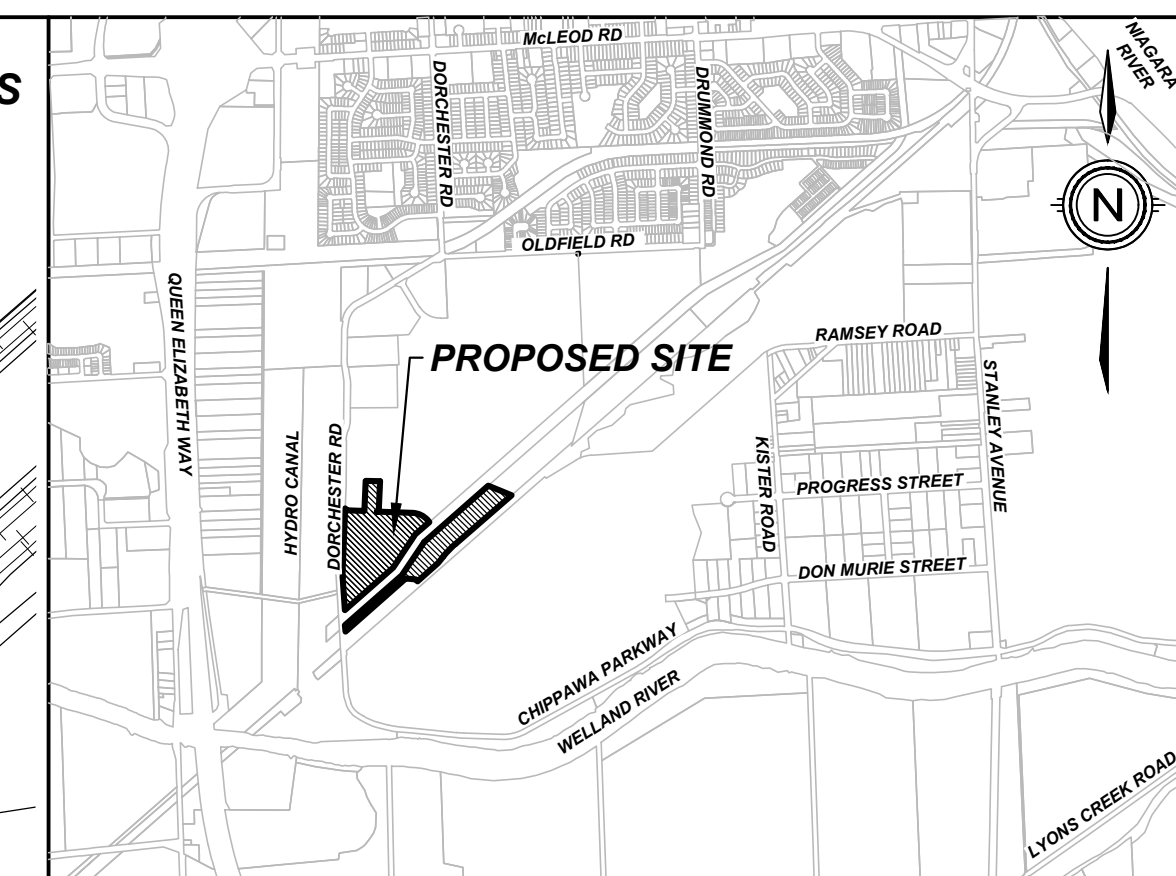 S
McLEOD RD
NIAGARA
RIVER
DORCHESTER RD
DRUMMOND RD
N
OLDFIELD RD
QUEEN ELIZABETH WAY
RAMSEY ROAD
PROPOSED SITE
STANLEY AVENUE
HYDRO CANAL
DORCHESTER RD
KISTER ROAD
PROGRESS STREET
DON MURIE STREET
CHIPPAWA PARKWAY
WELLAND RIVER
LYONS CREEK ROAD